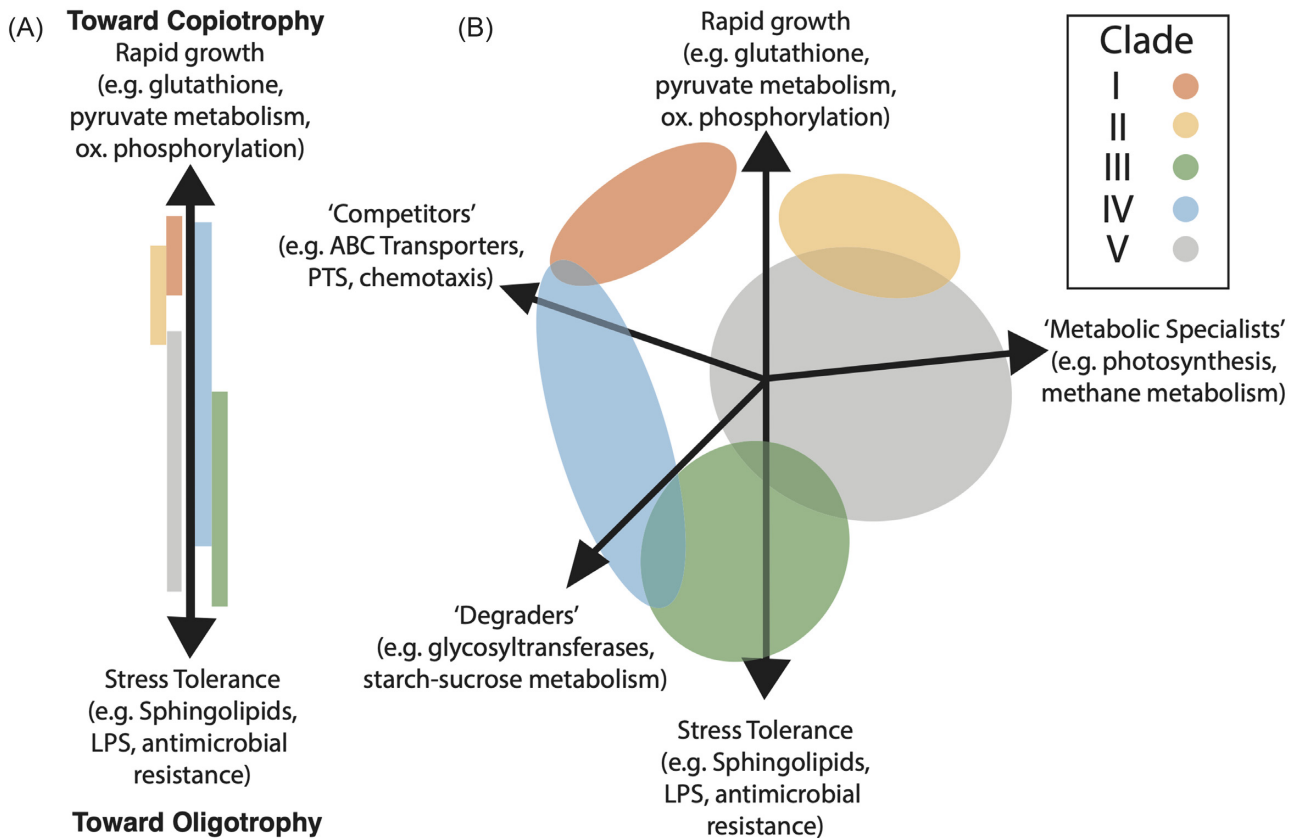 (A)
Toward Copiotrophy
Rapid growth
(e.g. glutathione,
pyruvate metabolism,
ox. phosphorylation)
Stress Tolerance
(e.g. Sphingolipids,
LPS, antimicrobial
resistance)
Toward Oligotrophy
(B)
Rapid growth
(e.g. glutathione,
pyruvate metabolism,
ox. phosphorylation)
'Competitors'
(e.g. ABC Transporters,
PTS, chemotaxis)
'Metabolic Specialists'
(e.g. photosynthesis,
methane metabolism)
'Degraders'
(e.g. glycosyltransferases,
starch-sucrose metabolism)
Stress Tolerance
(e.g. Sphingolipids,
LPS, antimicrobial
resistance)
Clade
I
II
III
IV
V